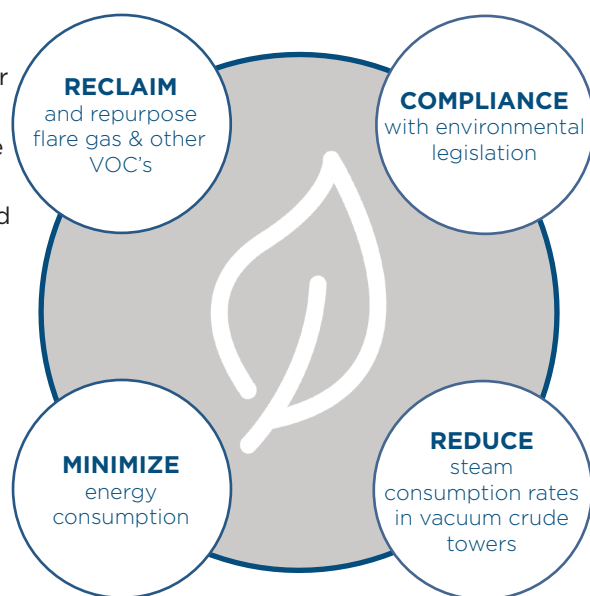 r
e
d
RECLAIM
and repurpose
flare gas & other
VOC's
COMPLIANCE
with environmental
legislation
MINIMIZE
energy
consumption
REDUCE
steam
consumption rates
in vacuum crude
towers